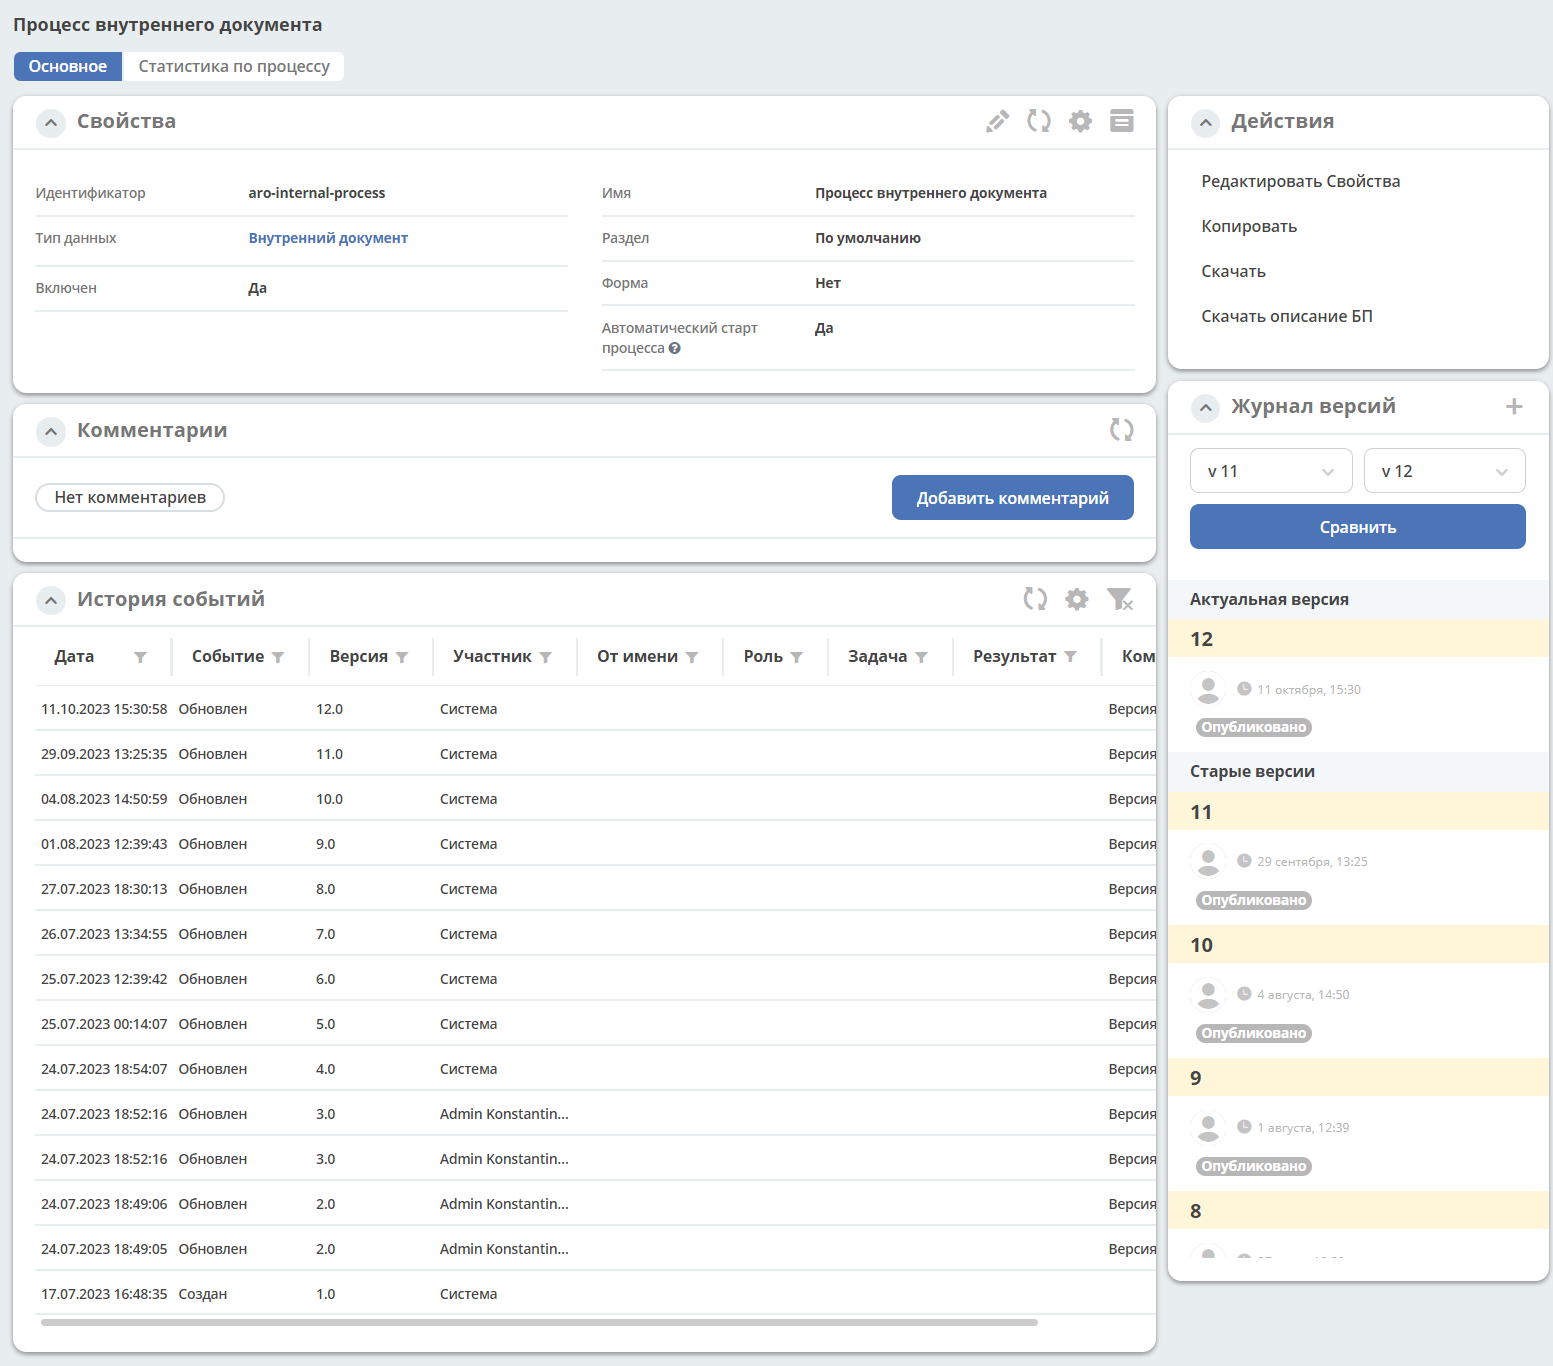 Процесс внутреннего документа
Основное
Статистика по процессу
Свойства
Идентификатор
aro-internal-process
Тип данных
Внутренний документ
Включен
Да
Имя
Процесс внутреннего документа
Раздел
По умолчанию
Форма
Нет
Автоматический старт
процесса
Да
Комментарии
Нет комментариев
Добавить комментарий
История событий
Дата Событие Версия Участник От имени Роль Задача Результат Ком
11.10.2023 15:30:58 Обновлен 12.0 Система Версия
29.09.2023 13:25:35 Обновлен 11.0 Система Версия
04.08.2023 14:50:59 Обновлен 10.0 Система Версия
01.08.2023 12:39:43 Обновлен 9.0 Система Версия
27.07.2023 18:30:13 Обновлен 8.0 Система Версия
26.07.2023 13:34:55 Обновлен 7.0 Система Версия
25.07.2023 12:39:42 Обновлен 6.0 Система Версия
25.07.2023 00:14:07 Обновлен 5.0 Система Версия
24.07.2023 18:54:07 Обновлен 4.0 Система Версия
24.07.2023 18:52:16 Обновлен 3.0 Admin Konstantin... Версия
24.07.2023 18:52:16 Обновлен 3.0 Admin Konstantin... Версия
24.07.2023 18:49:06 Обновлен 2.0 Admin Konstantin... Версия
24.07.2023 18:49:05 Обновлен 2.0 Admin Konstantin... Версия
17.07.2023 16:48:35 Создан 1.0 Система
Действия
Редактировать Свойства
Копировать
Скачать
Скачать описание БП
Журнал версий
v 11
v 12
Сравнить
Актуальная версия
12
11 октября, 15:30
Опубликовано
Старые версии
11
29 сентября, 13:25
Опубликовано
10
4 августа, 14:50
Опубликовано
9
1 августа, 12:39
Опубликовано
8